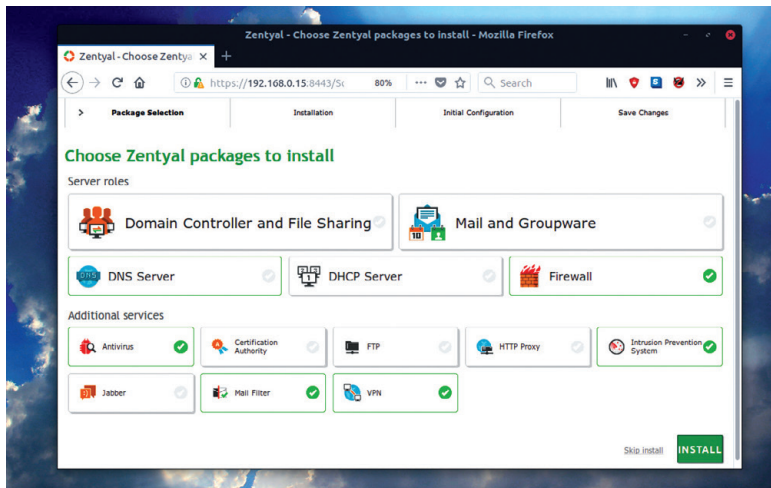 Zentyal - Choose Zentyal packages to install - Mozilla Firefox
Zentyal - Choose Zentya
https://192.168.0.15:8443/So 80% Search
Package Selection Installation Initial Configuration Save Changes
Choose Zentyal packages to install
Server roles
Domain Controller and File Sharing Mail and Groupware
DNS Server DHCP Server Firewall
Additional services
Antivirus Certification Authority FTP HTTP Proxy Intrusion Prevention System
Jabber Mail Filter VPN
Skip install INSTALL